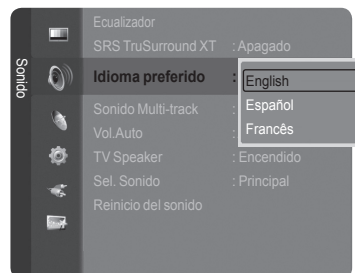 Sonido
Ecualizador
SRS TruSurround XT : Apagado
Idioma preferido :
English
Español
Francês
Sonido Multi-track :
Vol.Auto :
TV Speaker : Encendido
Sel. Sonido : Principal
Reinicio del sonido